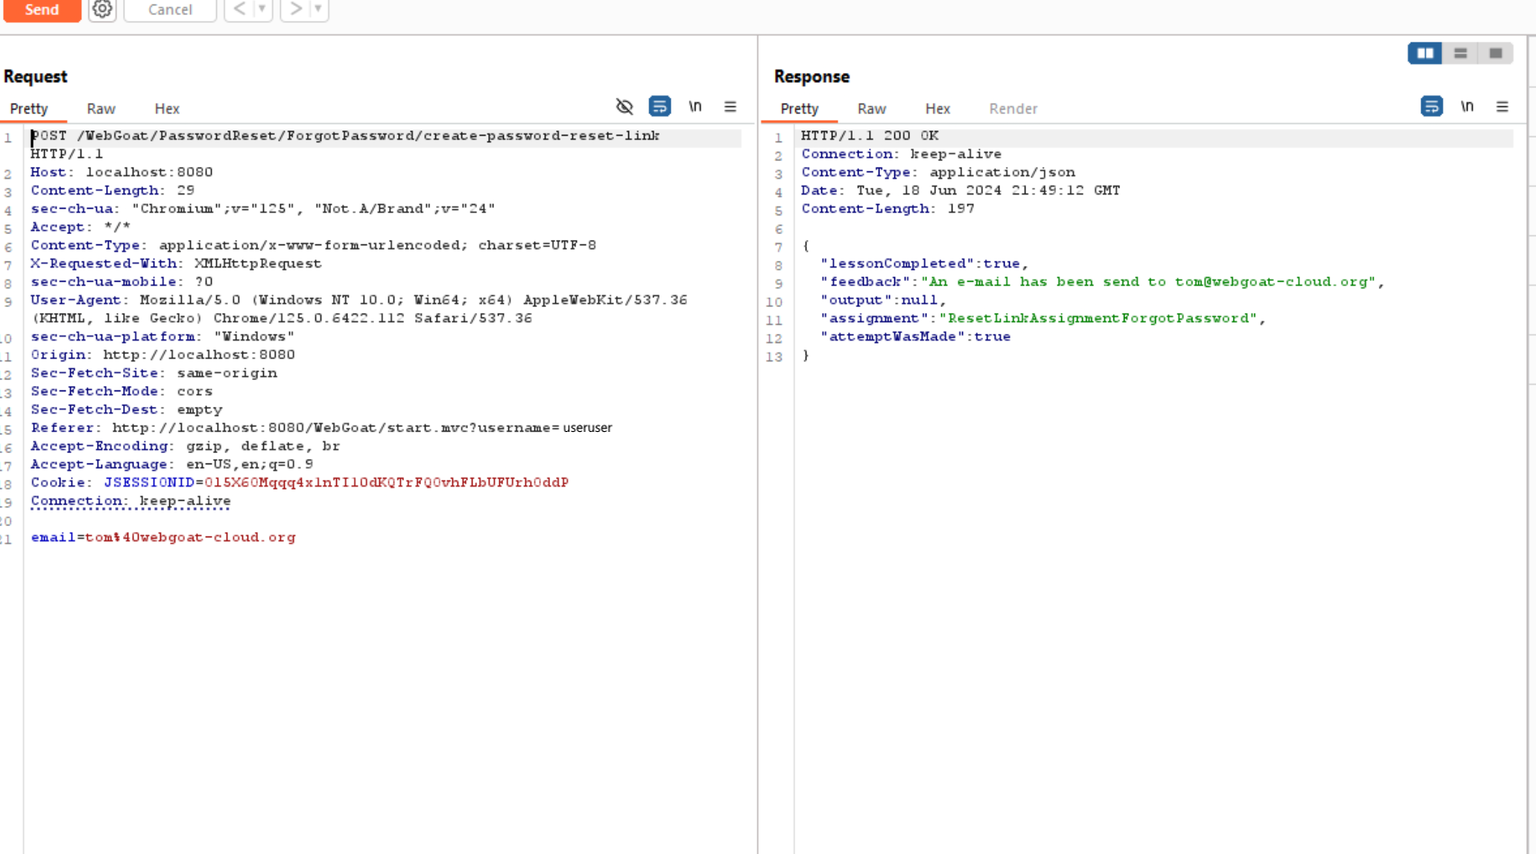 Send
Cancel
<
>
Request
Response
Pretty Raw Hex
\n
Pretty Raw Hex Render
\n
1 POST /WebGoat/PasswordReset/ForgotPassword/create-password-reset-link
HTTP/1.1
2 Host: localhost:8080
3 Content-Length: 29
4 sec-ch-ua: "Chromium";v="125", "Not.A/Brand";v="24"
5 Accept: */*
6 Content-Type: application/x-www-form-urlencoded; charset=UTF-8
7 X-Requested-With: XMLHttpRequest
8 sec-ch-ua-mobile: ?0
9 User-Agent: Mozilla/5.0 (Windows NT 10.0; Win64; x64) AppleWebKit/537.36
(KHTML, like Gecko) Chrome/125.0.6422.112 Safari/537.36
10 sec-ch-ua-platform: "Windows"
11 Origin: http://localhost:8080
12 Sec-Fetch-Site: same-origin
13 Sec-Fetch-Mode: cors
14 Sec-Fetch-Dest: empty
15 Referer: http://localhost:8080/WebGoat/start.mvc?username= useruser
16 Accept-Encoding: gzip, deflate, br
17 Accept-Language: en-US,en;q=0.9
18 Cookie: JSESSIONID=
19 Connection: keep-alive
20
21 email=tom%40webgoat-cloud.org
1 HTTP/1.1 200 OK
2 Connection: keep-alive
3 Content-Type: application/json
4 Date: Tue, 18 Jun 2024 21:49:12 GMT
5 Content-Length: 197
6
7 {
8 "lessonCompleted":true,
9 "feedback":"An e-mail has been send to tom@webgoat-cloud.org",
10 "output":null,
11 "assignment":"ResetLinkAssignmentForgotPassword",
12 "attemptWasMade":true
13 }